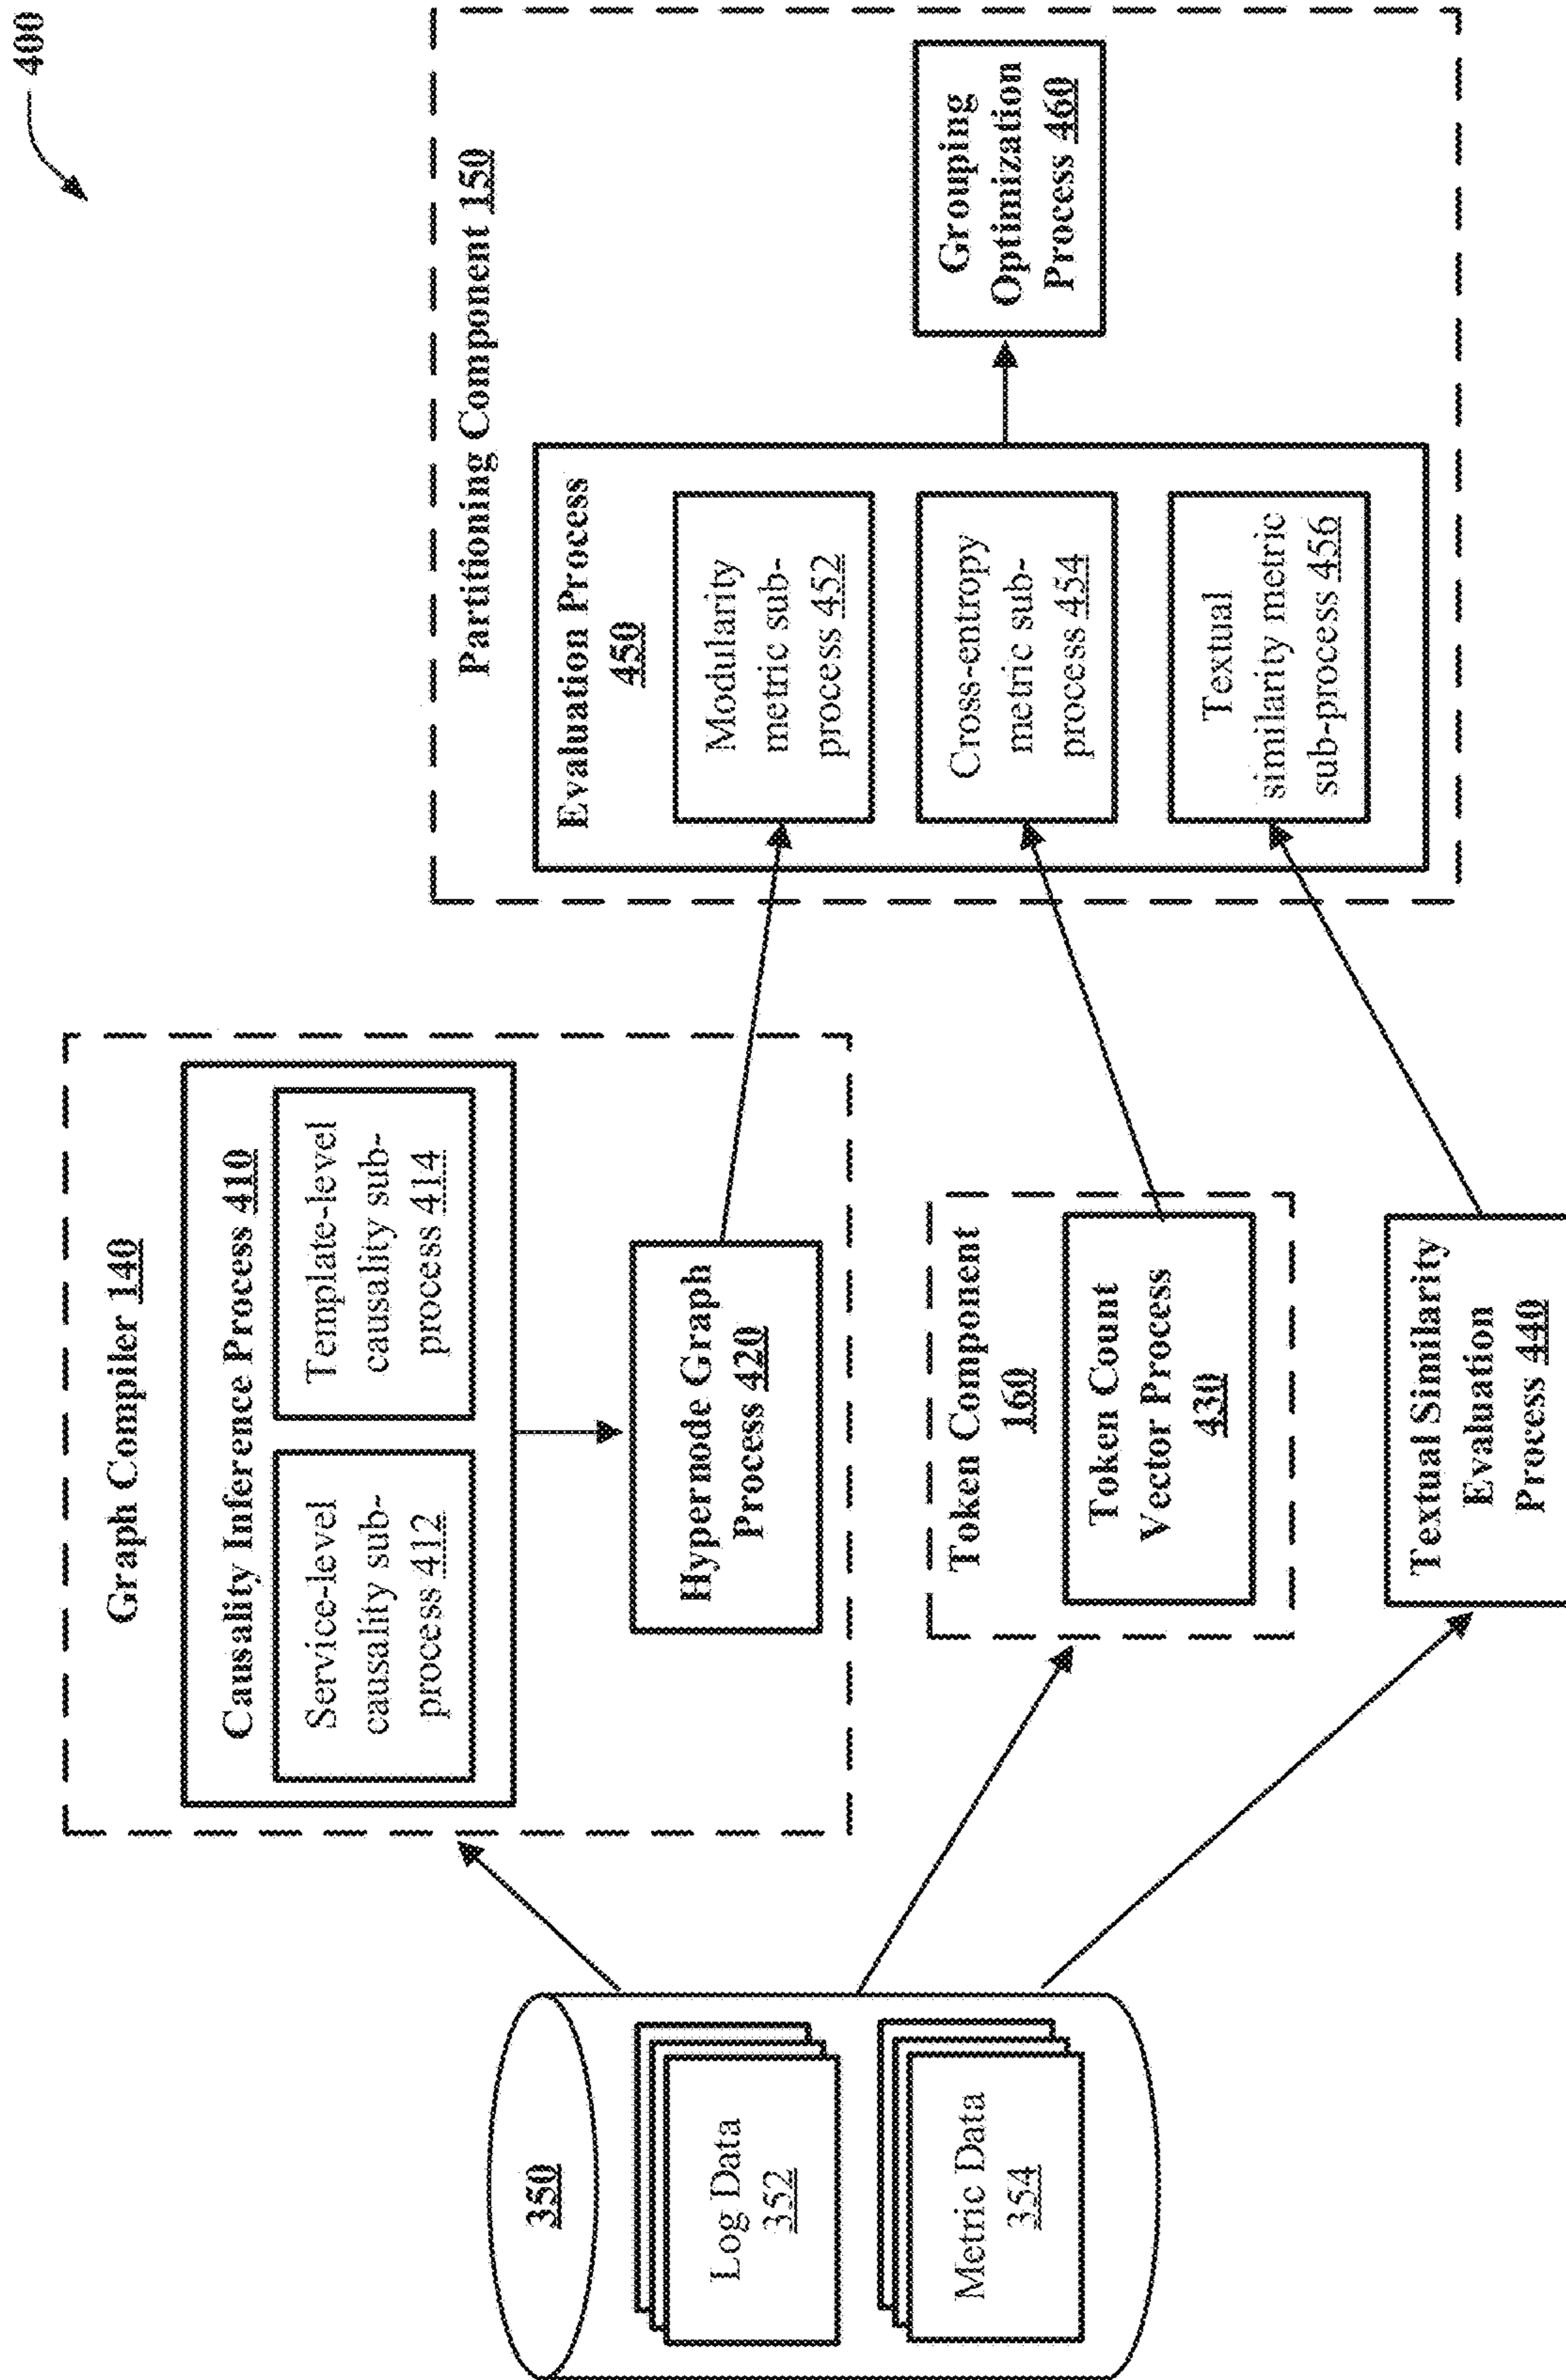 400
350
Log Data
352
Metric Data
354
Graph Compiler 140
Causality Inference Process 410
Service-level
causality sub-
process 412
Template-level
causality sub-
process 414
Hypernode Graph
Process 420
Token Component
160
Token Count
Vector Process
430
Textual Similarity
Evaluation
Process 440
Partitioning Component 150
Evaluation Process
450
Modularity
metric sub-
process 452
Cross-entropy
metric sub-
process 454
Textual
similarity metric
sub-process 456
Grouping
Optimization
Process 460